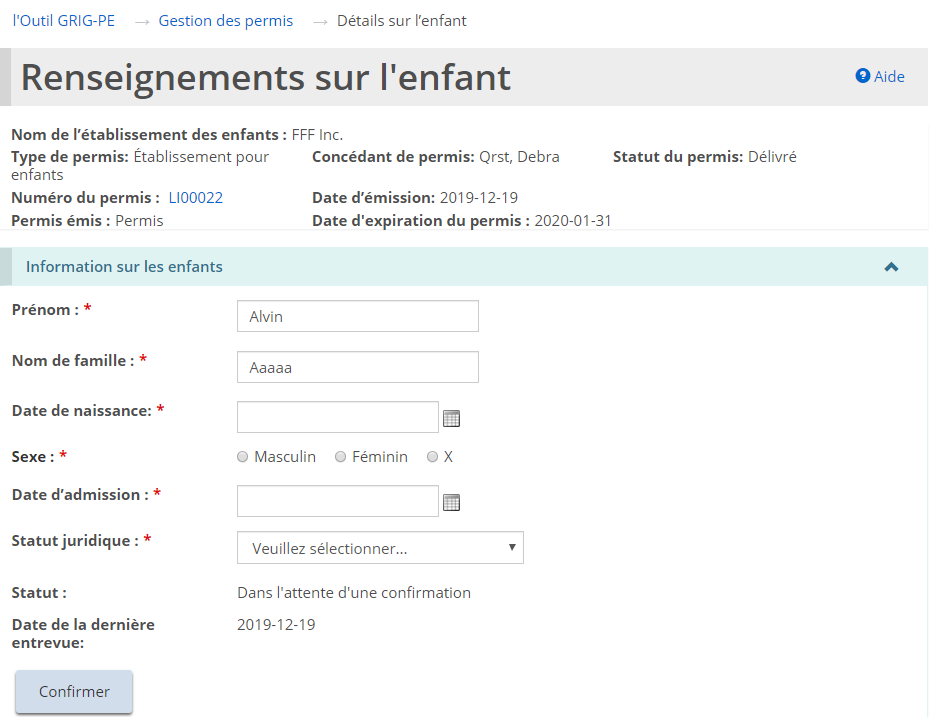 l'Outil GRIG-PE → Gestion des permis → Détails sur l’enfant
Renseignements sur l'enfant
Aide
Nom de l’établissement des enfants : FFF Inc.
Type de permis: Établissement pour enfants Concédant de permis: Qrst, Debra Statut du permis: Délivré
Numéro du permis : LI00022 Date d’émission: 2019-12-19
Permis émis : Permis Date d'expiration du permis : 2020-01-31
Information sur les enfants
Prénom : * Alvin
Nom de famille : * Aaaaa
Date de naissance: *
Sexe : * Masculin Féminin X
Date d’admission : *
Statut juridique : * Veuillez sélectionner...
Statut : Dans l'attente d'une confirmation
Date de la dernière entrevue: 2019-12-19
Confirmer